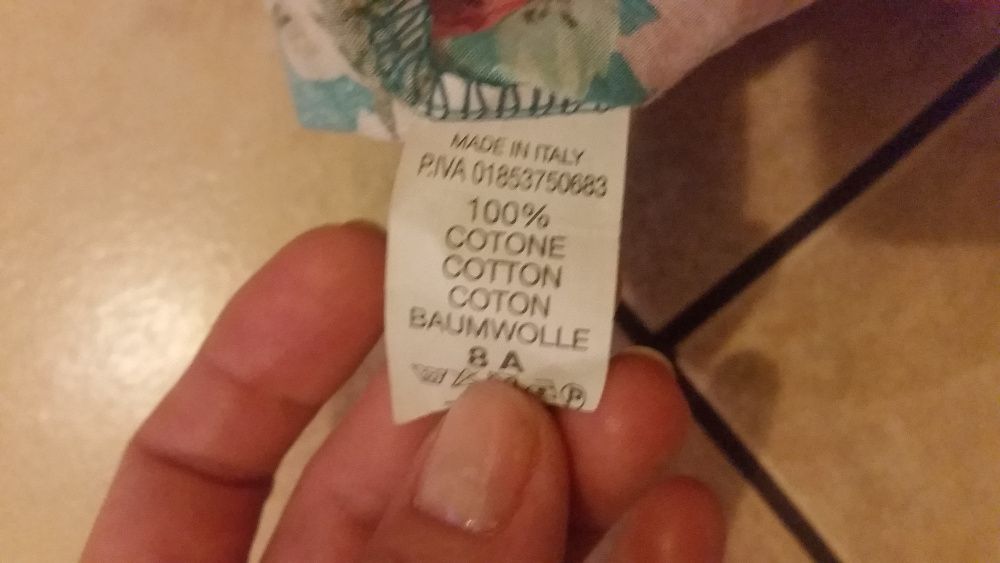 MADE IN ITALY
P.IVA 01853750683
100%
COTONE
COTTON
COTON
BAUMWOLLE
8 A
P